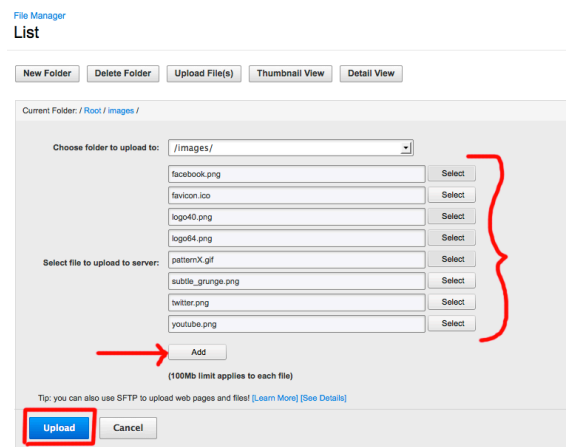 File Manager
List
New Folder Delete Folder Upload File(s) Thumbnail View Detail View
Current Folder: / Root / images /
Choose folder to upload to: /images/
facebook.png Select
favicon.ico Select
logo40.png Select
logo64.png Select
Select file to upload to server: patternX.gif Select
subtle_grunge.png Select
twitter.png Select
youtube.png Select
Add
(100Mb limit applies to each file)
Tip: you can also use SFTP to upload web pages and files! [Learn More] [See Details]
Upload Cancel